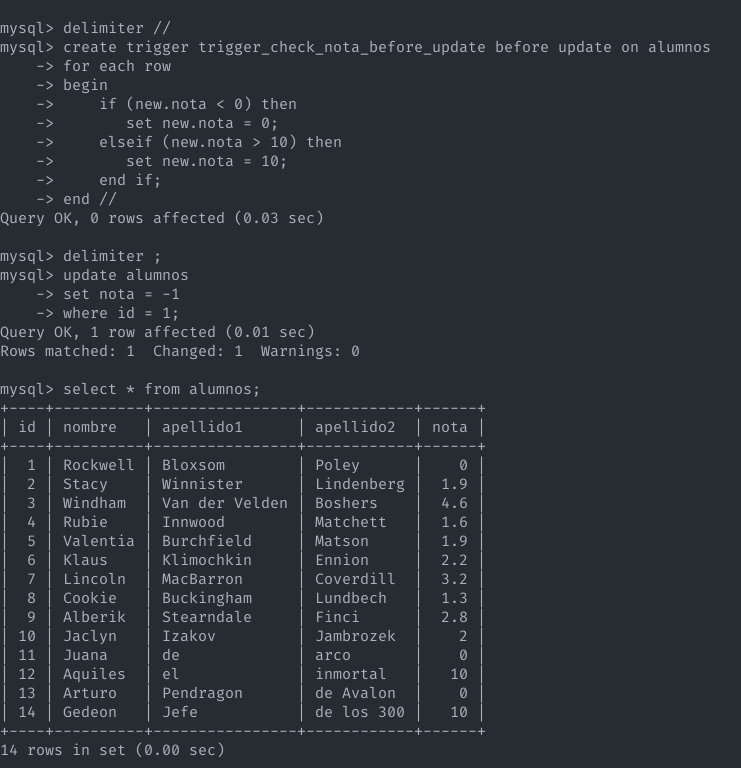 mysql> delimiter //
mysql> create trigger trigger_check_nota_before_update before update on alumnos
    -> for each row
    -> begin
    ->     if (new.nota < 0) then
    ->        set new.nota = 0;
    ->     elseif (new.nota > 10) then
    ->        set new.nota = 10;
    ->     end if;
    -> end //
Query OK, 0 rows affected (0.03 sec)

mysql> delimiter ;
mysql> update alumnos
    -> set nota = -1
    -> where id = 1;
Query OK, 1 row affected (0.01 sec)
Rows matched: 1  Changed: 1  Warnings: 0

mysql> select * from alumnos;
+----+----------+----------------+------------+------+
| id | nombre   | apellido1      | apellido2  | nota |
+----+----------+----------------+------------+------+
|  1 | Rockwell | Bloxsom        | Poley      |    0 |
|  2 | Stacy    | Winnister      | Lindenberg |  1.9 |
|  3 | Windham  | Van der Velden | Boshers    |  4.6 |
|  4 | Rubie    | Innwood        | Matchett   |  1.6 |
|  5 | Valentia | Burchfield     | Matson     |  1.9 |
|  6 | Klaus    | Klimochkin     | Ennion     |  2.2 |
|  7 | Lincoln  | MacBarron      | Coverdill  |  3.2 |
|  8 | Cookie   | Buckingham     | Lundbech   |  1.3 |
|  9 | Alberik  | Stearndale     | Finci      |  2.8 |
| 10 | Jaclyn   | Izakov         | Jambrozek  |    2 |
| 11 | Juana    | de             | arco       |    0 |
| 12 | Aquiles  | el             | inmortal   |   10 |
| 13 | Arturo   | Pendragon      | de Avalon  |    0 |
| 14 | Gedeon   | Jefe           | de los 300 |   10 |
+----+----------+----------------+------------+------+
14 rows in set (0.00 sec)